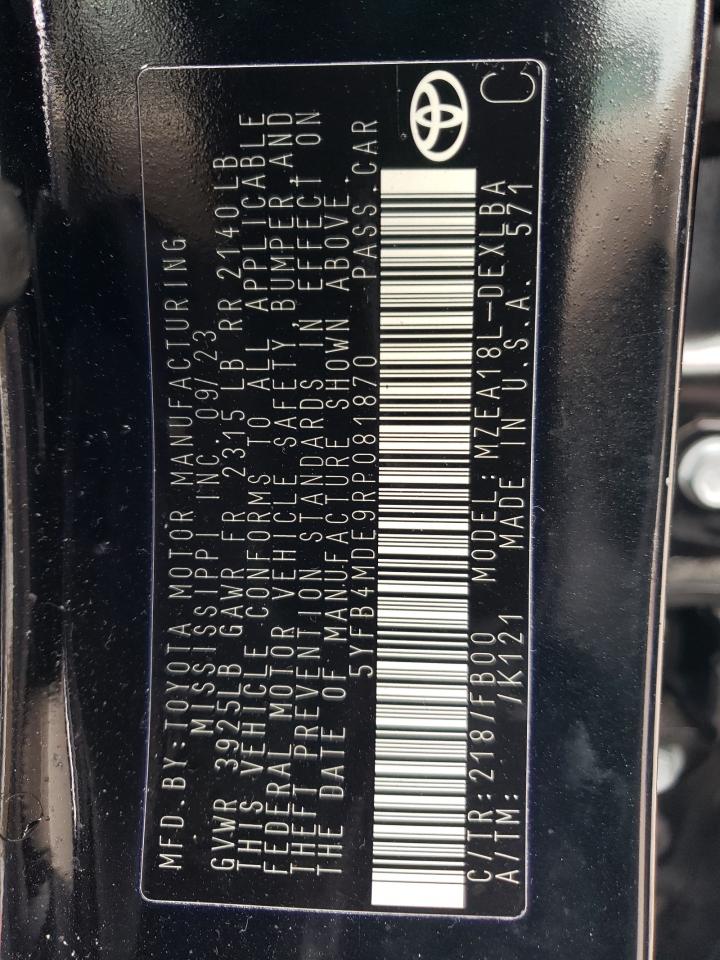 MFD.BY:TOYOTA MOTOR MANUFACTURING
MISSISSIPPI INC. 09/23
GVWR 3925LB GAWR FR 2315 LB RR 2140LB
THIS VEHICLE CONFORMS TO ALL APPLICABLE
FEDERAL MOTOR VEHICLE SAFETY, BUMPER AND
THEFT PREVENTION STANDARDS IN EFFECT ON
THE DATE OF MANUFACTURE SHOWN ABOVE.
5YFB4MDE9RP081870 PASS.CAR
C/TR:218/FB00 MODEL:MZEA18L-DEXLBA C
A/TM: /K121 MADE IN U.S.A. 571